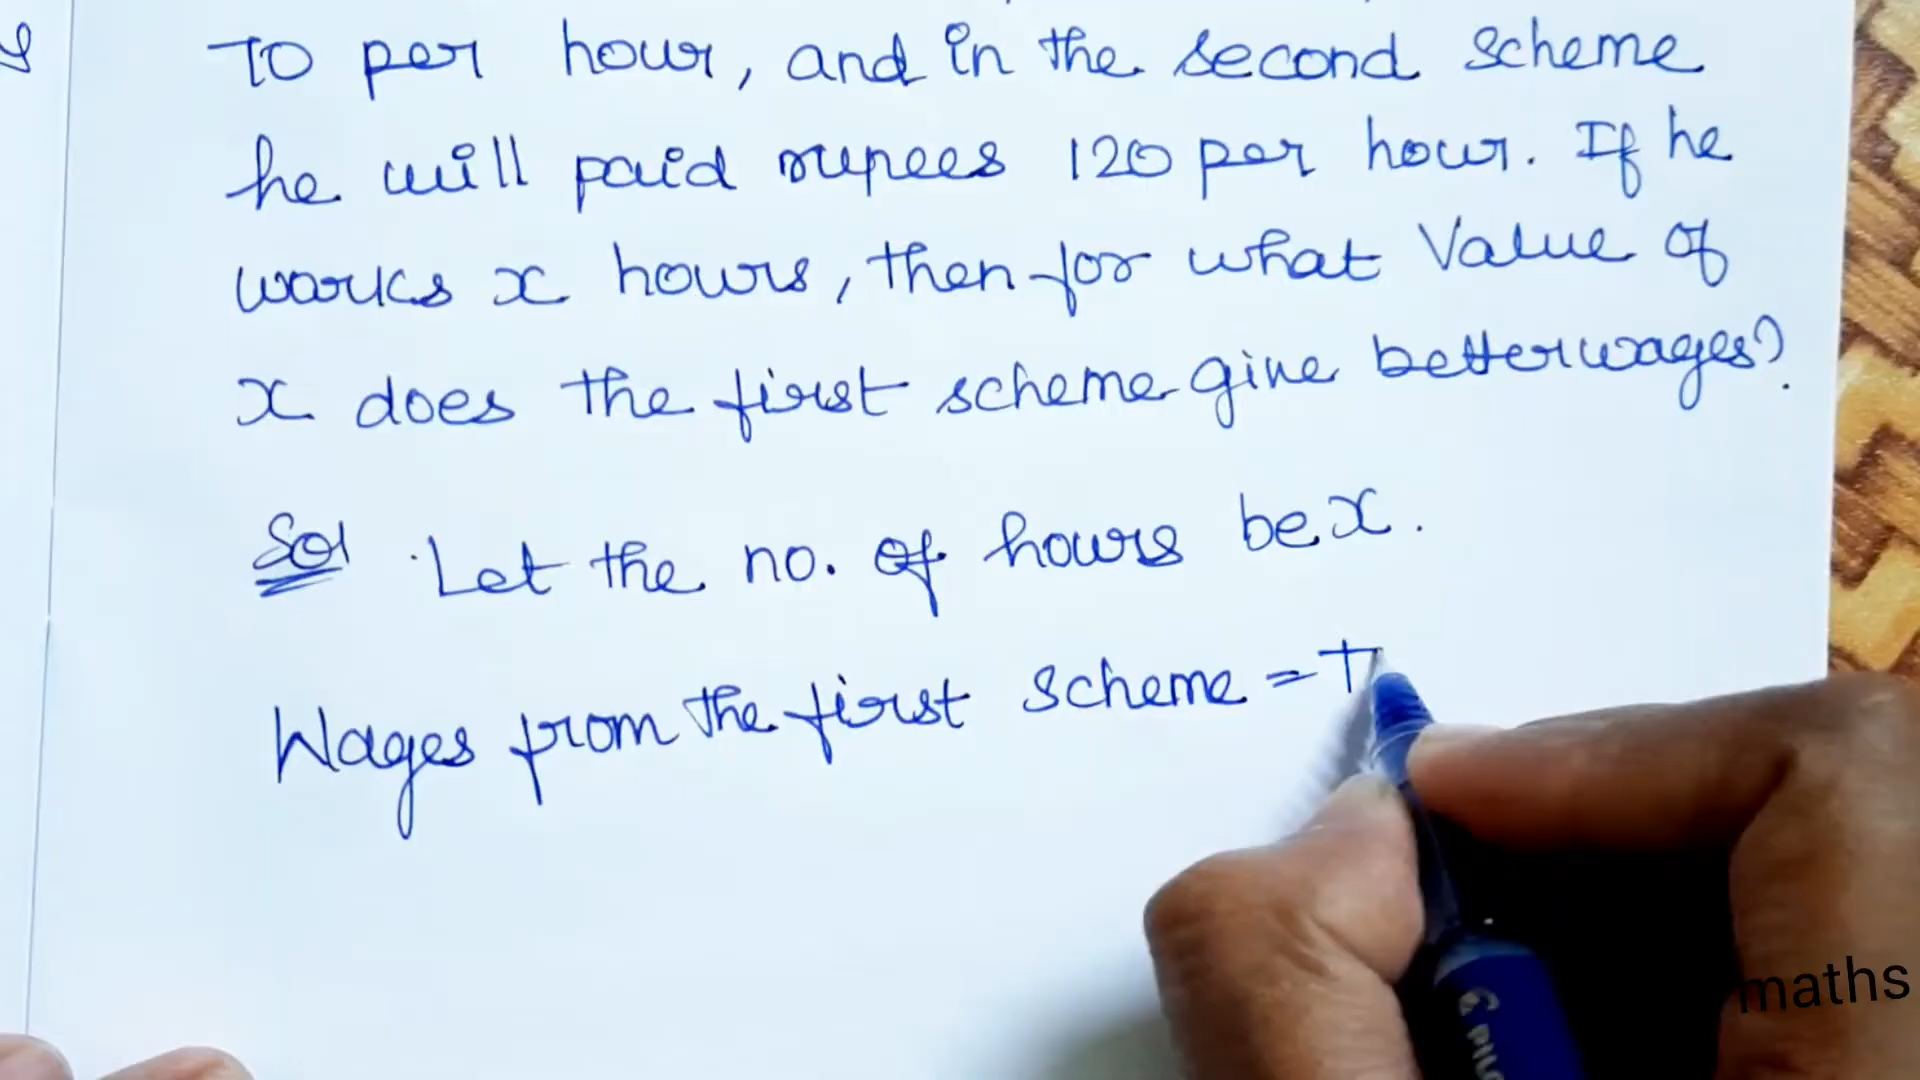 To per hour, and in the second scheme
he will paid rupees 120 per hour. If he
works x hours, then for what value of
x does the first scheme give better wages?
Sol Let the no. of hours be x.
Wages from the first scheme =
maths